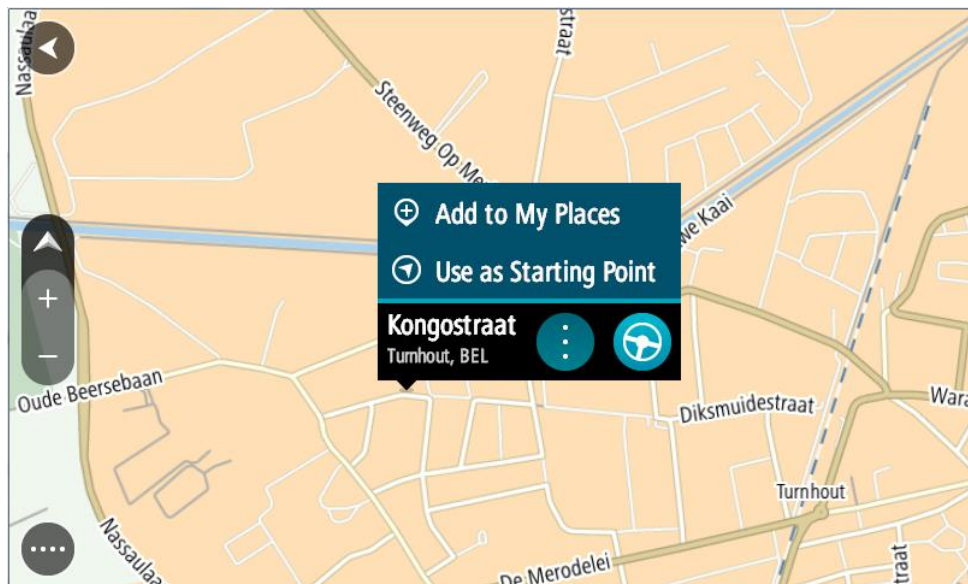 Nassaulaa
straat
Steenweg Op Me
Add to My Places
we Kaai
Use as Starting Point
Kongostraat
Turnhout, BEL
Oude Beersebaan
Diksmuidestraat
Wara
Turnhout
Nassaulaa
De Merodelei
straat